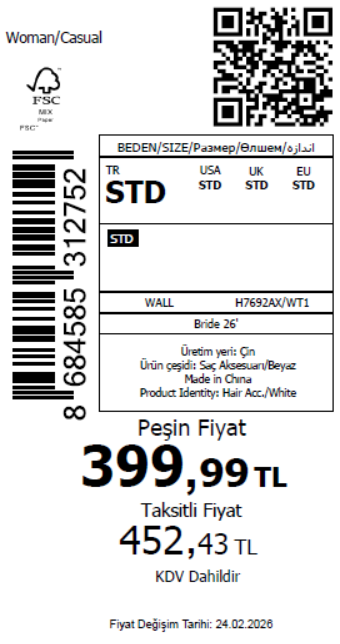 Woman/Casual
FSC
MIX
Paper
FSC™
BEDEN/SIZE/Размер/Өлшем/اندازه
TR USA UK EU
STD STD STD STD
STD
WALL H7692AX/WT1
Bride 26'
Üretim yeri: Çin
Ürün çeşidi: Saç Aksesuarı/Beyaz
Made in China
Product Identity: Hair Acc./White
8 684585 312752
Peşin Fiyat
399,99 TL
Taksitli Fiyat
452,43 TL
KDV Dahildir
Fiyat Değişim Tarihi: 24.02.2026